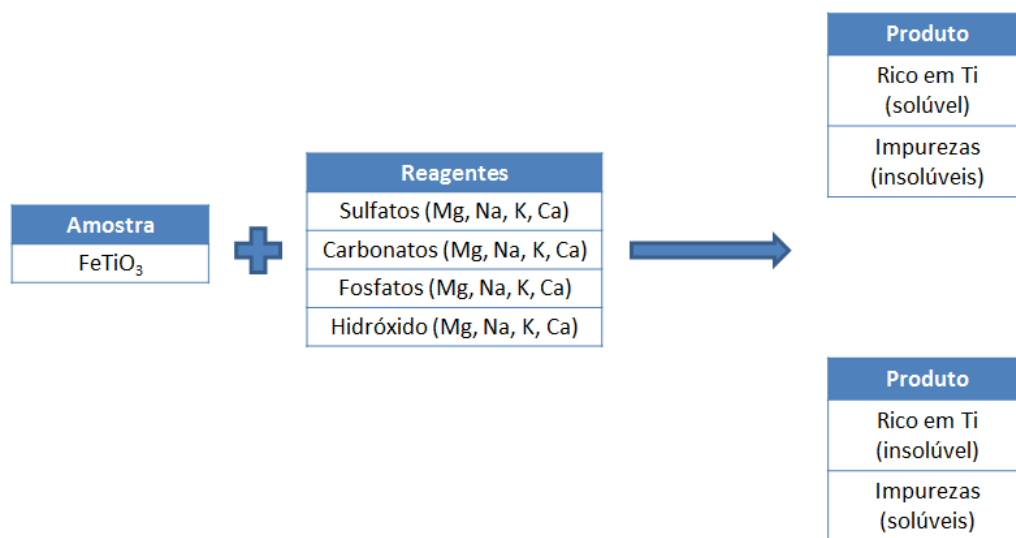 Amostra
FeTiO₃
Reagentes
Sulfatos (Mg, Na, K, Ca)
Carbonatos (Mg, Na, K, Ca)
Fosfatos (Mg, Na, K, Ca)
Hidróxido (Mg, Na, K, Ca)
Produto
Rico em Ti
(solúvel)
Impurezas
(insolúveis)
Produto
Rico em Ti
(insolúvel)
Impurezas
(solúveis)